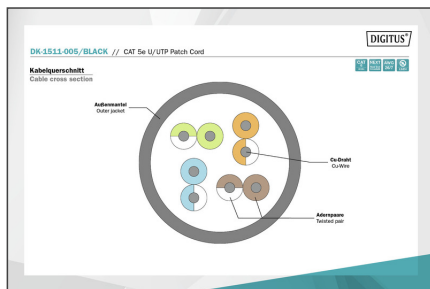 DIGITUS®
DK-1511-005/BLACK // CAT 5e U/UTP Patch Cord
Kabelquerschnitt
Cable cross section
Außenmantel
Outer jacket
Cu-Draht
Cu-Wire
Adernpaare
Twisted pair